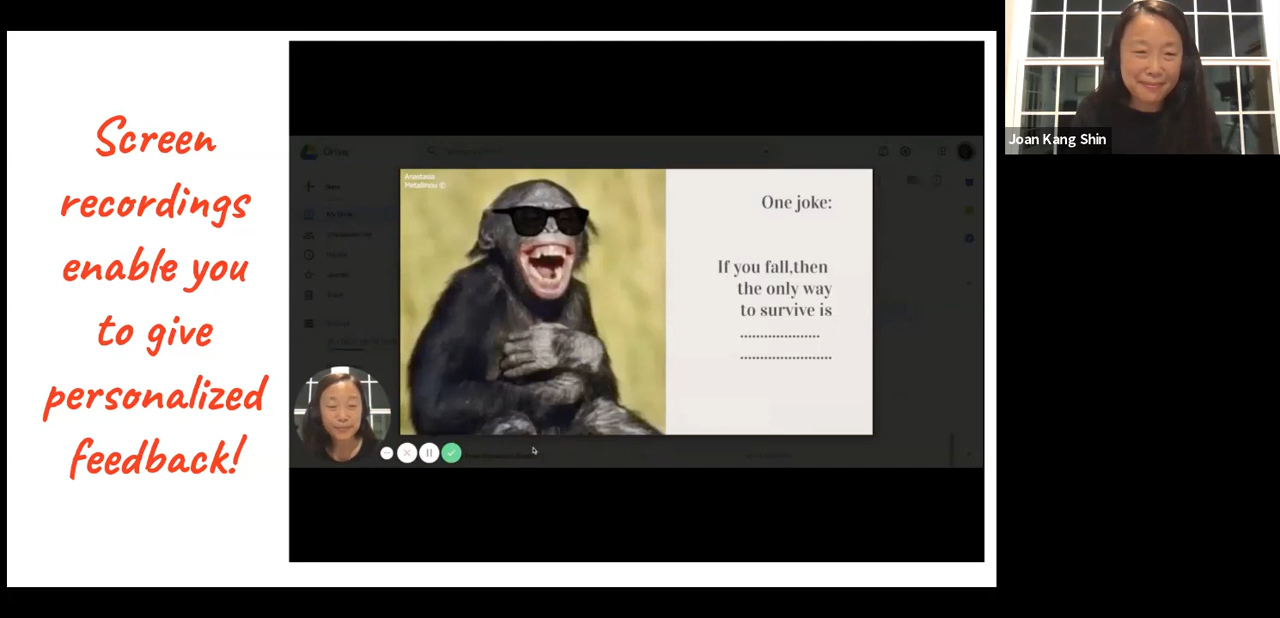 Screen
recordings
enable you
to give
personalized
feedback!
Drive
Anastasia
Metallinou ©
One joke:
If you fall,then
the only way
to survive is
....................
.......................
Joan Kang Shin